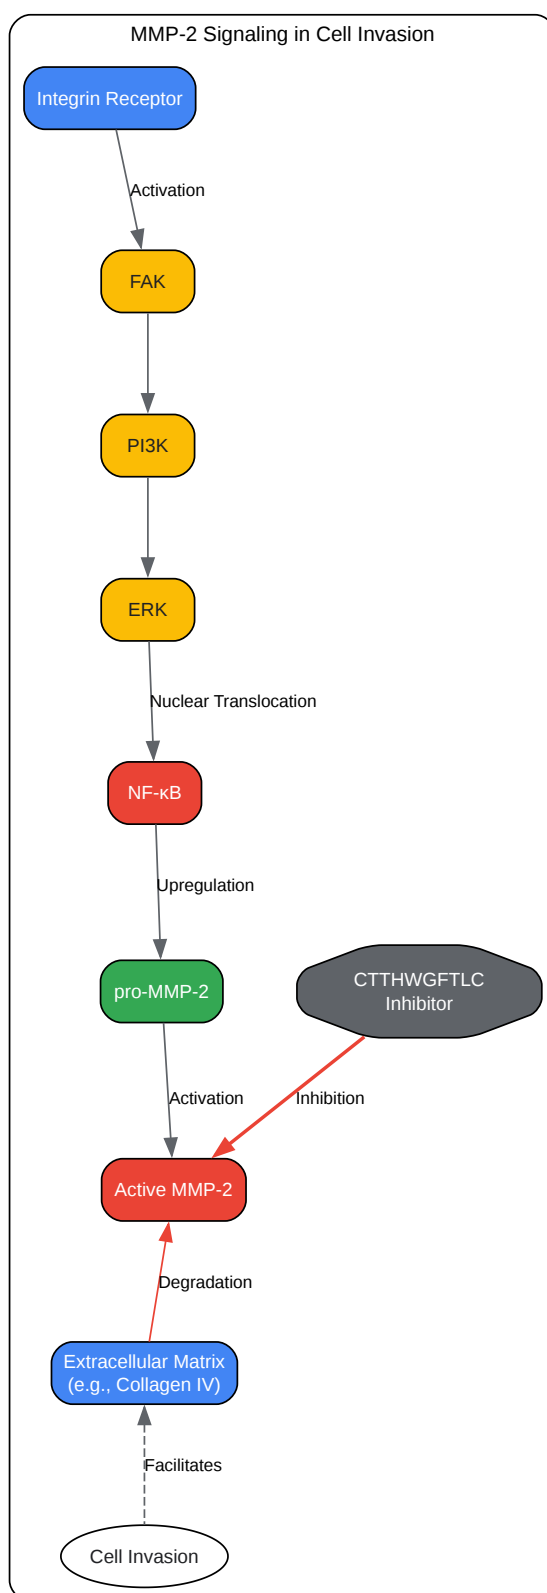 MMP-2 Signaling in Cell Invasion
Integrin Receptor
Activation
FAK
PI3K
ERK
Nuclear Translocation
NF-κB
Upregulation
pro-MMP-2
CTTHWGFTLC
Inhibitor
Activation
Inhibition
Active MMP-2
Degradation
Extracellular Matrix
(e.g., Collagen IV)
Facilitates
Cell Invasion